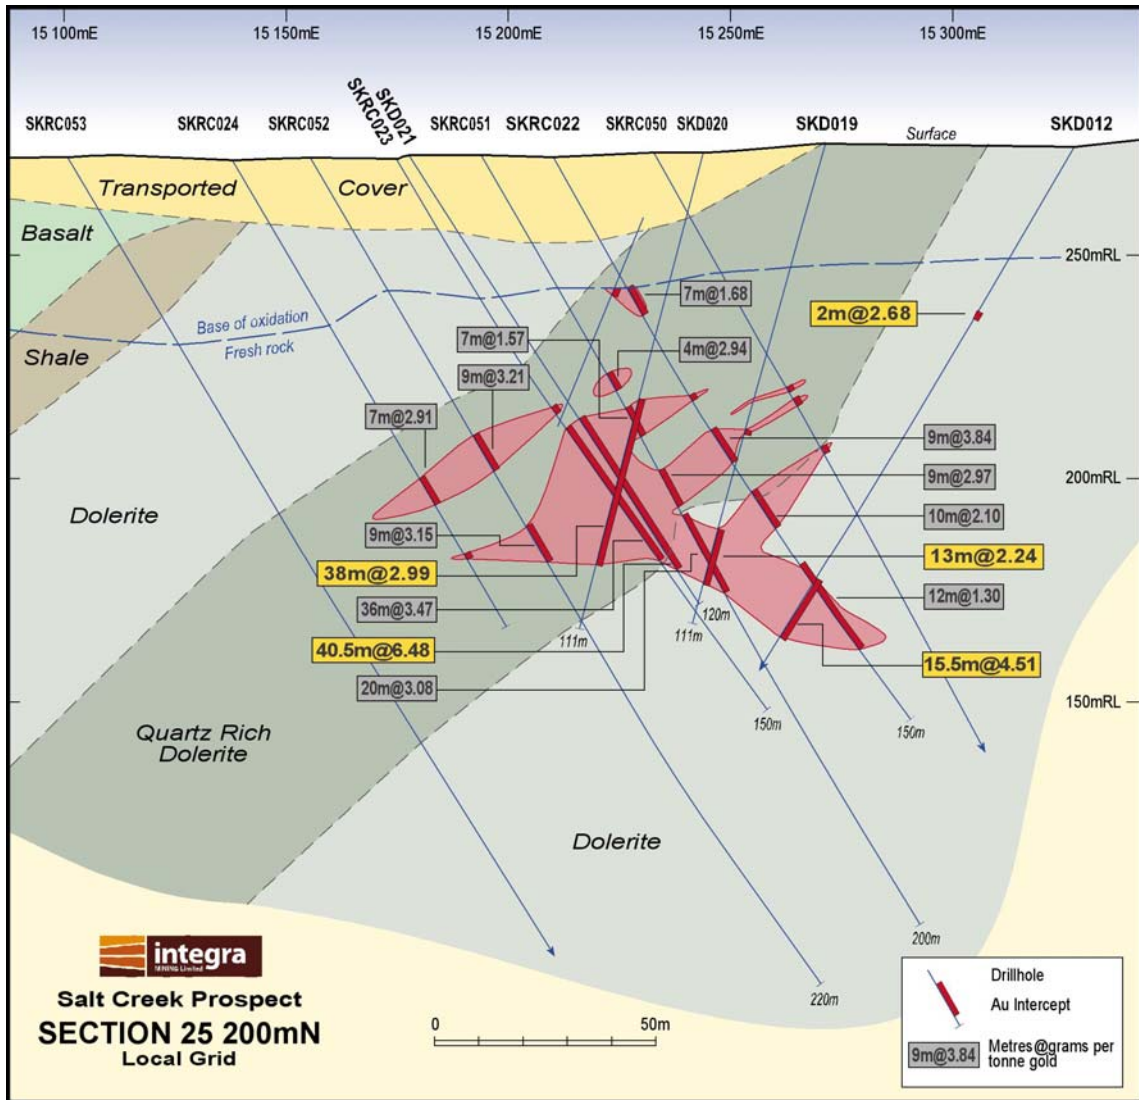 15 100mE
15 150mE
15 200mE
15 250mE
15 300mE
SKRC053
SKRC024
SKRC052
SKRC023
SKD021
SKRC051
SKRC022
SKRC050
SKD020
SKD019
Surface
SKD012
Transported Cover
Basalt
250mRL
7m@1.68
2m@2.68
Base of oxidation
Fresh rock
7m@1.57
4m@2.94
Shale
9m@3.21
7m@2.91
9m@3.84
9m@2.97
200mRL
Dolerite
10m@2.10
9m@3.15
13m@2.24
38m@2.99
12m@1.30
36m@3.47
120m
111m
111m
40.5m@6.48
15.5m@4.51
20m@3.08
150mRL
150m
150m
Quartz Rich
Dolerite
Dolerite
200m
220m
integra
MINING Limited
Salt Creek Prospect
SECTION 25 200mN
Local Grid
0
50m
Drillhole
Au Intercept
9m@3.84
Metres@grams per
tonne gold